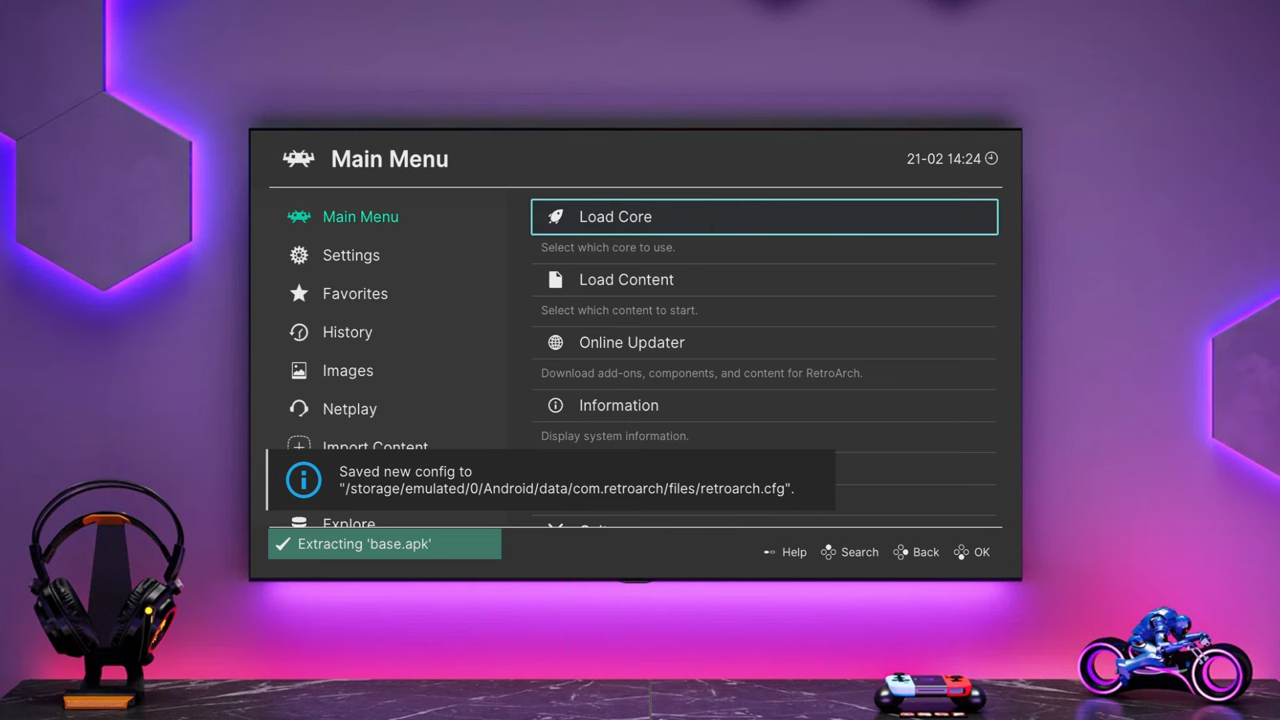 Main Menu
21-02 14:24
Main Menu
Settings
Favorites
History
Images
Netplay
Import Content
Explore
Load Core
Select which core to use.
Load Content
Select which content to start.
Online Updater
Download add-ons, components, and content for RetroArch.
Information
Display system information.
Saved new config to
"/storage/emulated/0/Android/data/com.retroarch/files/retroarch.cfg".
Extracting 'base.apk'
Help
Search
Back
OK